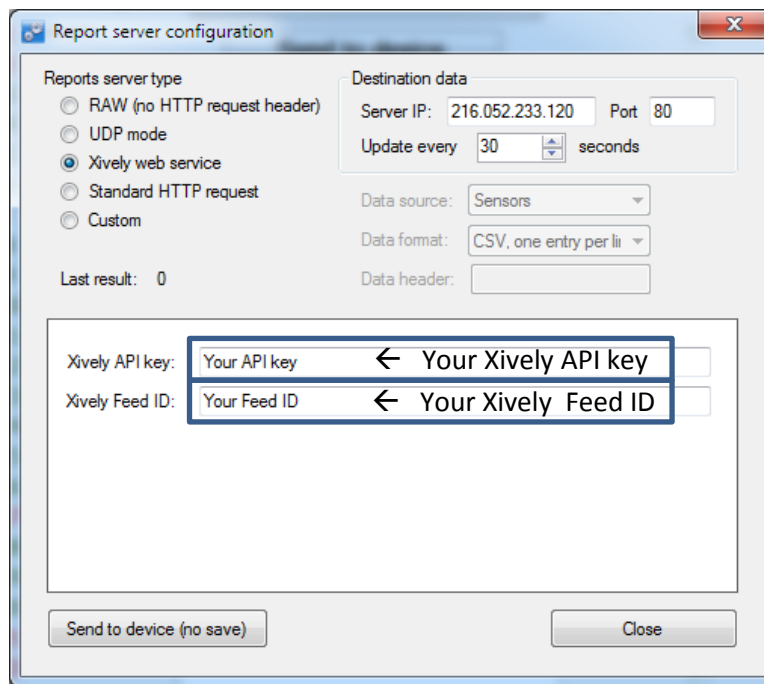 Report server configuration
Send to device
Reports server type
RAW (no HTTP request header)
UDP mode
Xively web service
Standard HTTP request
Custom
Last result: 0
Destination data
Server IP: 216.052.233.120 Port 80
Update every 30 seconds
Data source: Sensors
Data format: CSV, one entry per li
Data header:
Xively API key: Your API key ← Your Xively API key
Xively Feed ID: Your Feed ID ← Your Xively Feed ID
Send to device (no save) Close